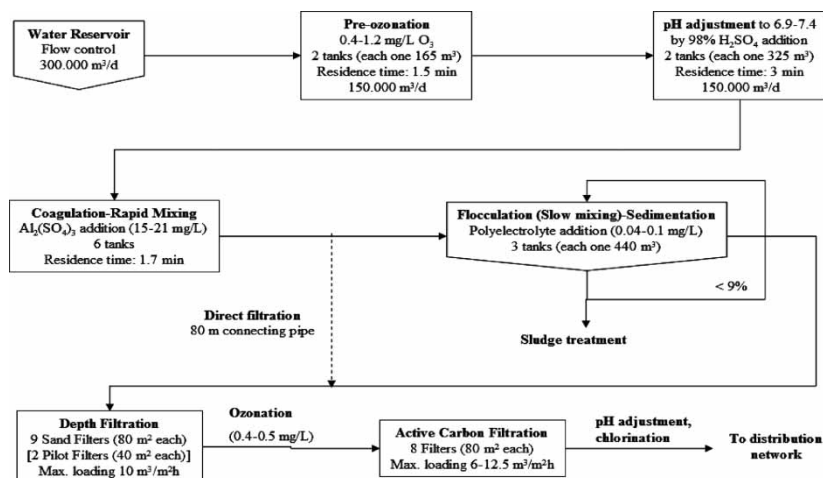 Water Reservoir
Flow control
300.000 m³/d
Pre-ozonation
0.4-1.2 mg/L O₃
2 tanks (each one 165 m³)
Residence time: 1.5 min
150.000 m³/d
pH adjustment to 6.9-7.4
by 98% H₂SO₄ addition
2 tanks (each one 325 m³)
Residence time: 3 min
150.000 m³/d
Coagulation-Rapid Mixing
Al₂(SO₄)₃ addition (15-21 mg/L)
6 tanks
Residence time: 1.7 min
Flocculation (Slow mixing)-Sedimentation
Polyelectrolyte addition (0.04-0.1 mg/L)
3 tanks (each one 440 m³)
< 9%
Direct filtration
80 m connecting pipe
Sludge treatment
Depth Filtration
9 Sand Filters (80 m² each)
[2 Pilot Filters (40 m² each)]
Max. loading 10 m³/m²h
Ozonation
(0.4-0.5 mg/L)
Active Carbon Filtration
8 Filters (80 m² each)
Max. loading 6-12.5 m³/m²h
pH adjustment,
chlorination
To distribution
network